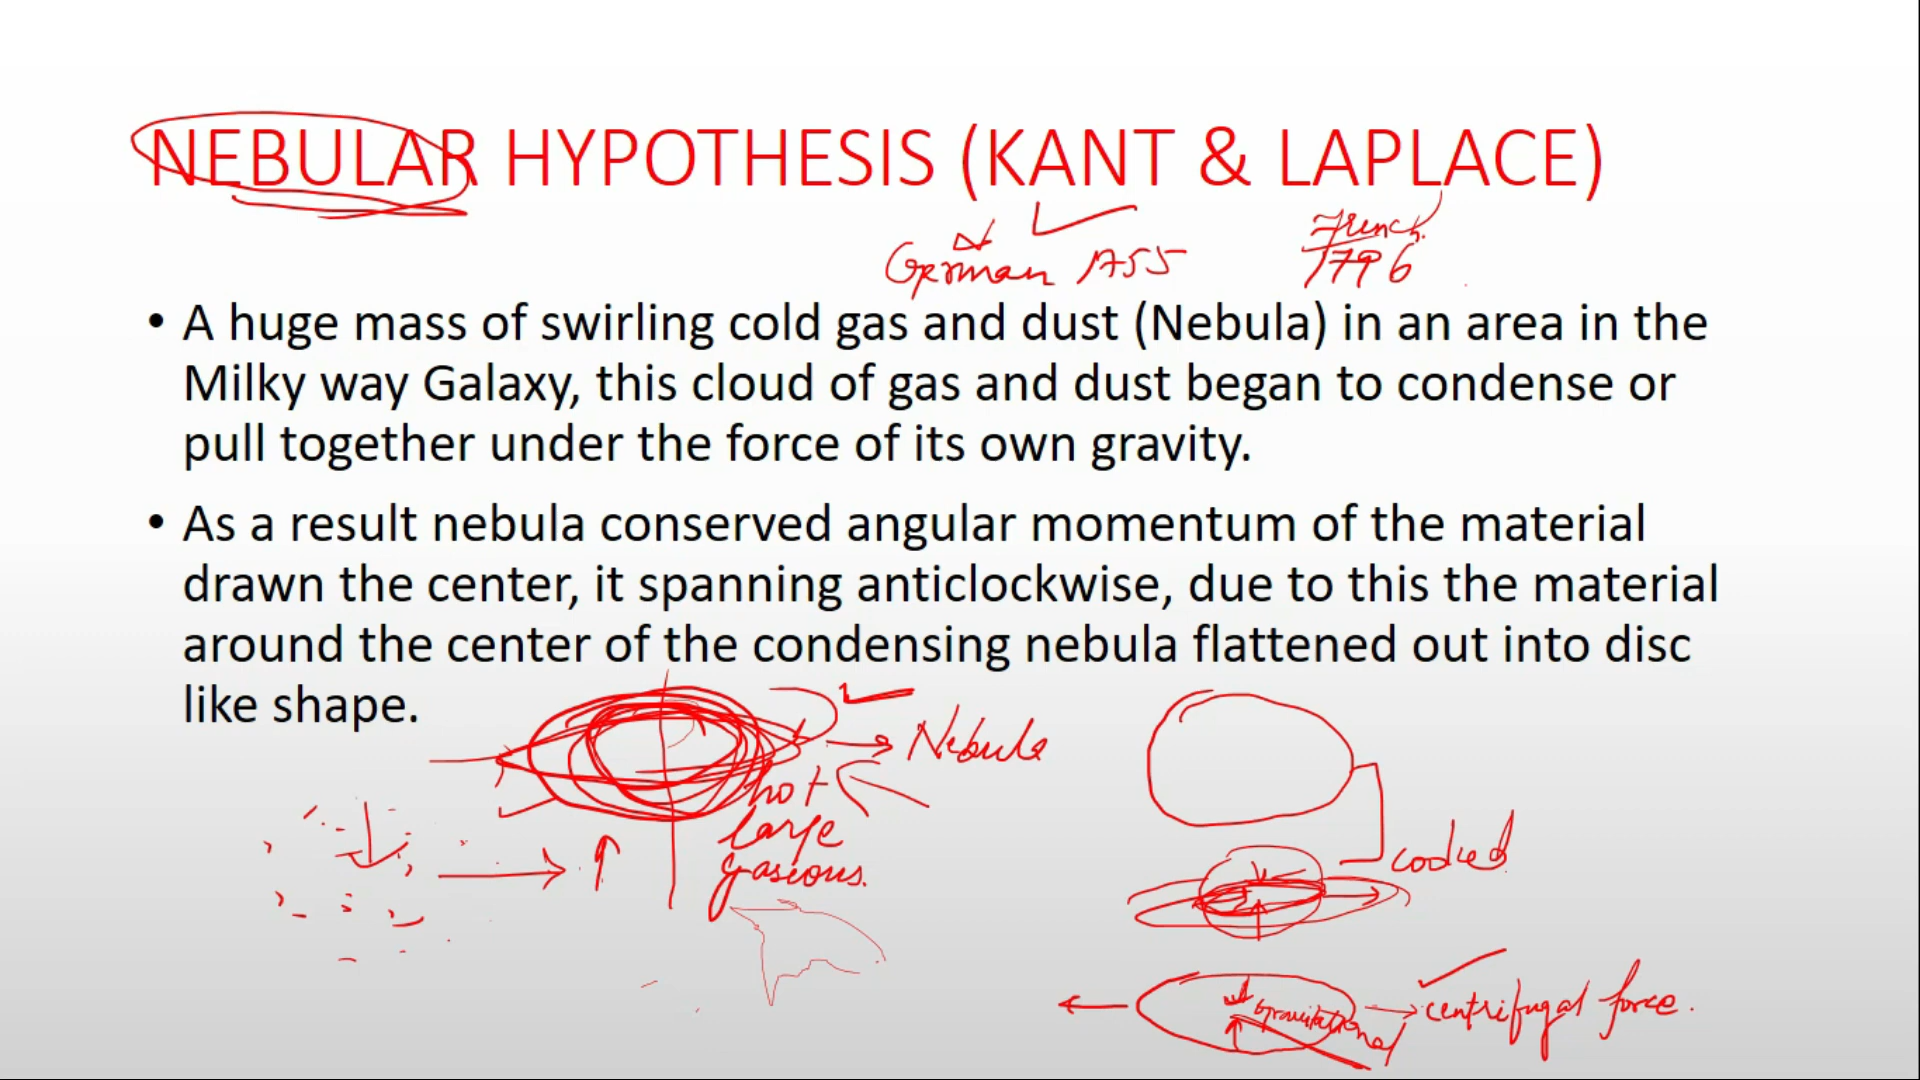 NEBULAR HYPOTHESIS (KANT & LAPLACE)
French.
German 1755 1796
• A huge mass of swirling cold gas and dust (Nebula) in an area in the
Milky way Galaxy, this cloud of gas and dust began to condense or
pull together under the force of its own gravity.
• As a result nebula conserved angular momentum of the material
drawn the center, it spanning anticlockwise, due to this the material
around the center of the condensing nebula flattened out into disc
like shape.
Nebula
hot
large
gaseous.
cooled
gravitational
centrifugal force.